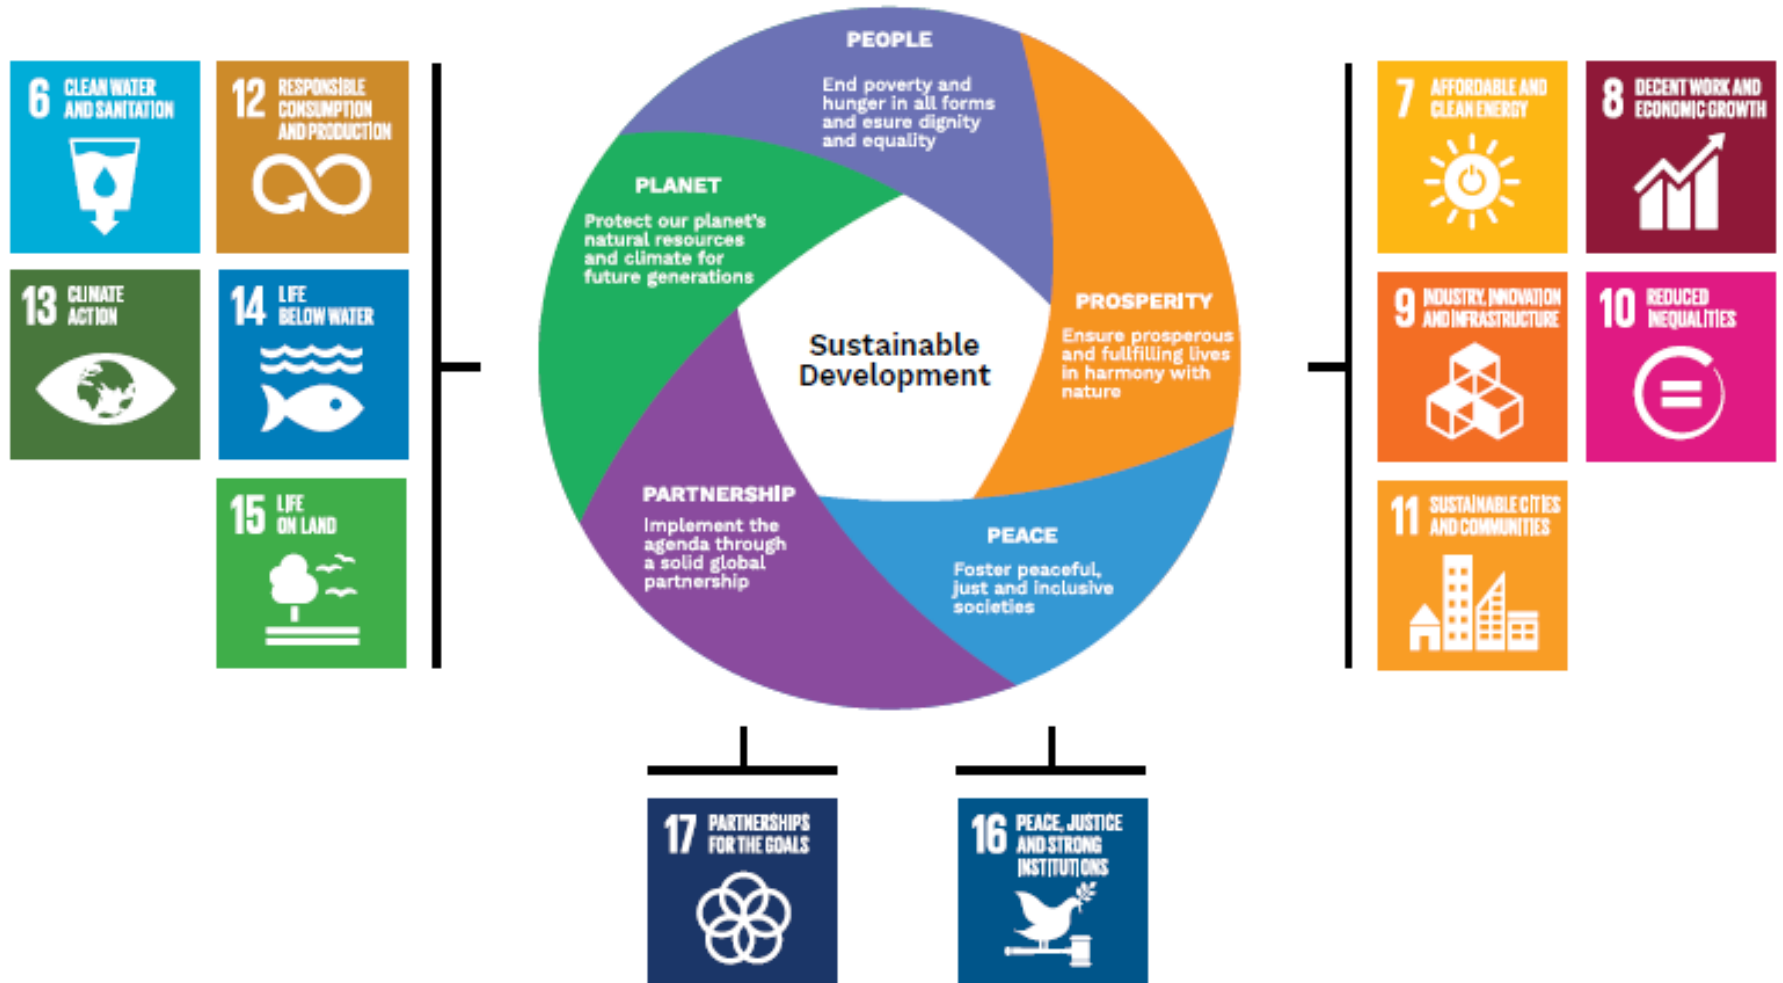 6 CLEAN WATER
AND SANITATION
12 RESPONSIBLE
CONSUMPTION
AND PRODUCTION
13 CLIMATE
ACTION
14 LIFE
BELOW WATER
15 LIFE
ON LAND
PEOPLE
End poverty and
hunger in all forms
and esure dignity
and equality
PLANET
Protect our planet's
natural resources
and climate for
future generations
PROSPERITY
Ensure prosperous
and fullfilling lives
in harmony with
nature
Sustainable
Development
PARTNERSHIP
Implement the
agenda through
a solid global
partnership
PEACE
Foster peaceful,
just and inclusive
societies
7 AFFORDABLE AND
CLEAN ENERGY
8 DECENT WORK AND
ECONOMIC GROWTH
9 INDUSTRY, INNOVATION
AND INFRASTRUCTURE
10 REDUCED
INEQUALITIES
11 SUSTAINABLE CITIES
AND COMMUNITIES
17 PARTNERSHIPS
FOR THE GOALS
16 PEACE, JUSTICE
AND STRONG
INSTITUTIONS